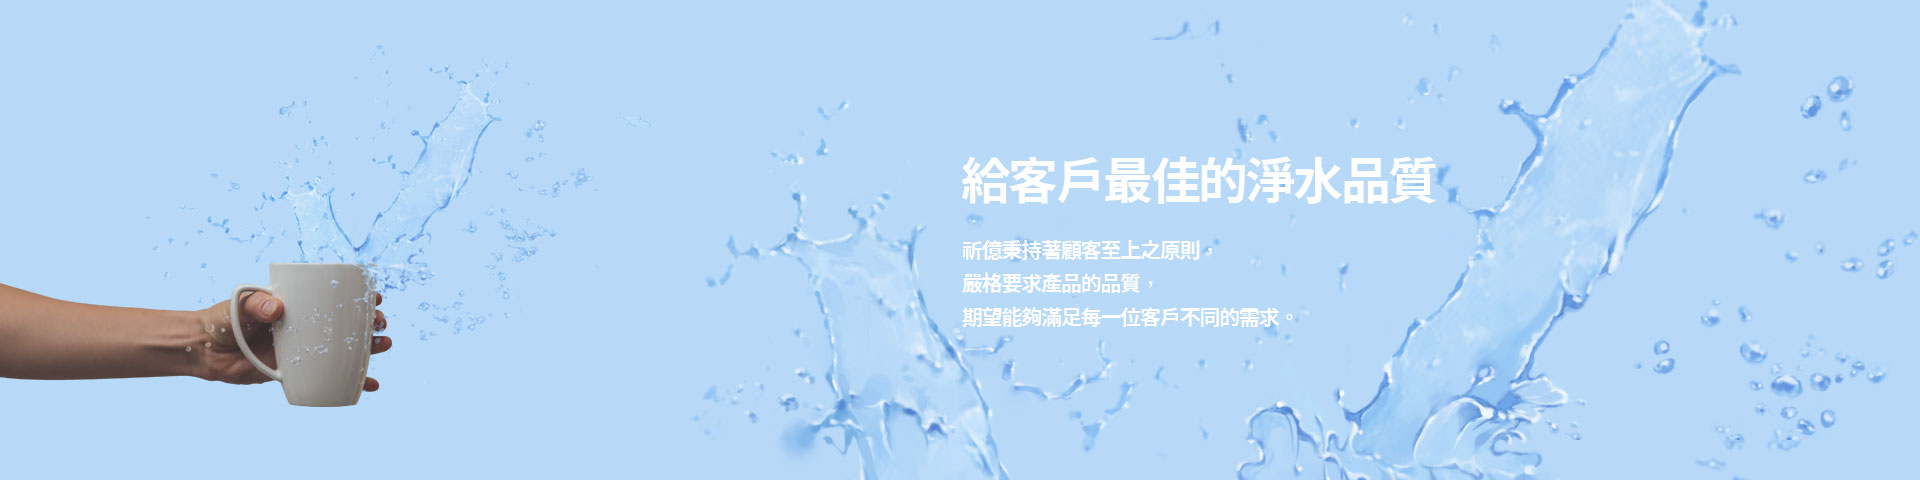 給客戶最佳的淨水品質
祈億秉持著顧客至上之原則，
嚴格要求產品的品質，
期望能夠滿足每一位客戶不同的需求。